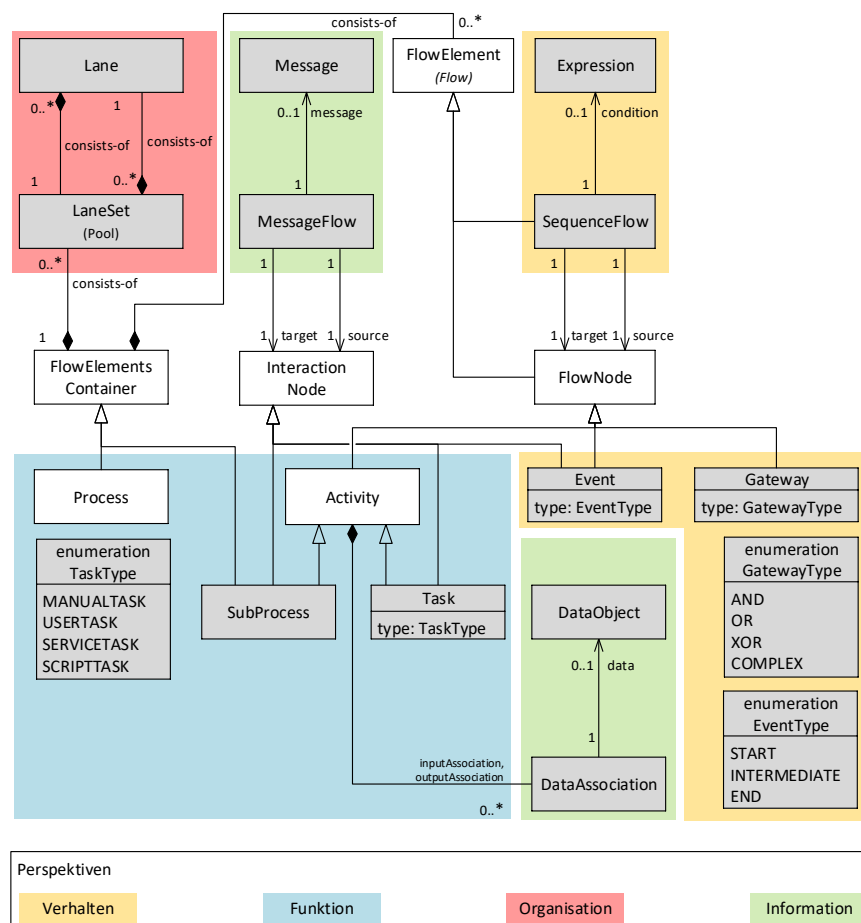 consists-of
0..*
Lane
Message
FlowElement
(Flow)
Expression
0..*
1
0..1
message
0..1
condition
consists-of
consists-of
1
0..*
1
1
LaneSet
(Pool)
MessageFlow
SequenceFlow
0..*
1
1
1
1
consists-of
1
1
target
1
source
1
target
1
source
FlowElements
Container
Interaction
Node
FlowNode
Process
Activity
Event
type: EventType
Gateway
type: GatewayType
enumeration
TaskType
MANUALTASK
USERTASK
SERVICETASK
SCRIPTTASK
SubProcess
Task
type: TaskType
DataObject
enumeration
GatewayType
AND
OR
XOR
COMPLEX
0..1
data
enumeration
EventType
START
INTERMEDIATE
END
1
inputAssociation,
outputAssociation
DataAssociation
0..*
Perspektiven
Verhalten
Funktion
Organisation
Information